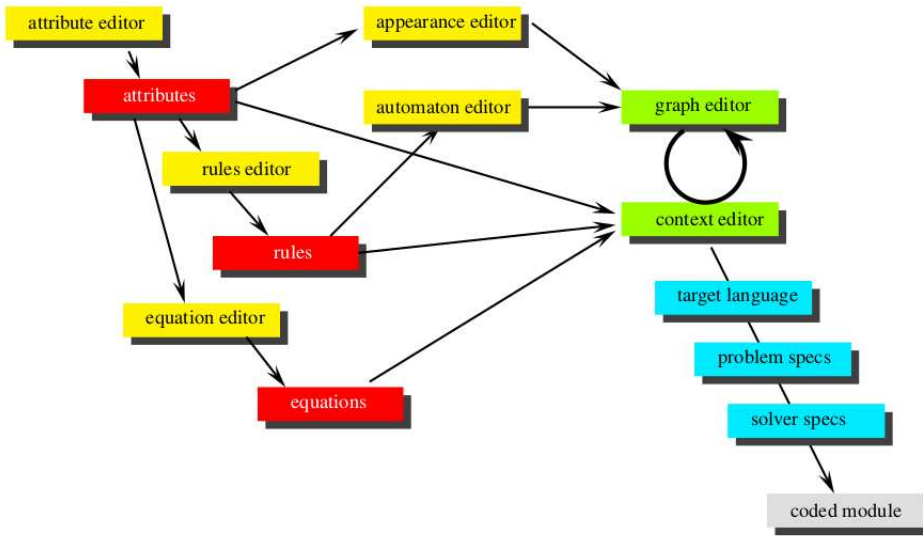 attribute editor
appearance editor
attributes
automaton editor
graph editor
rules editor
context editor
rules
target language
equation editor
problem specs
equations
solver specs
coded module